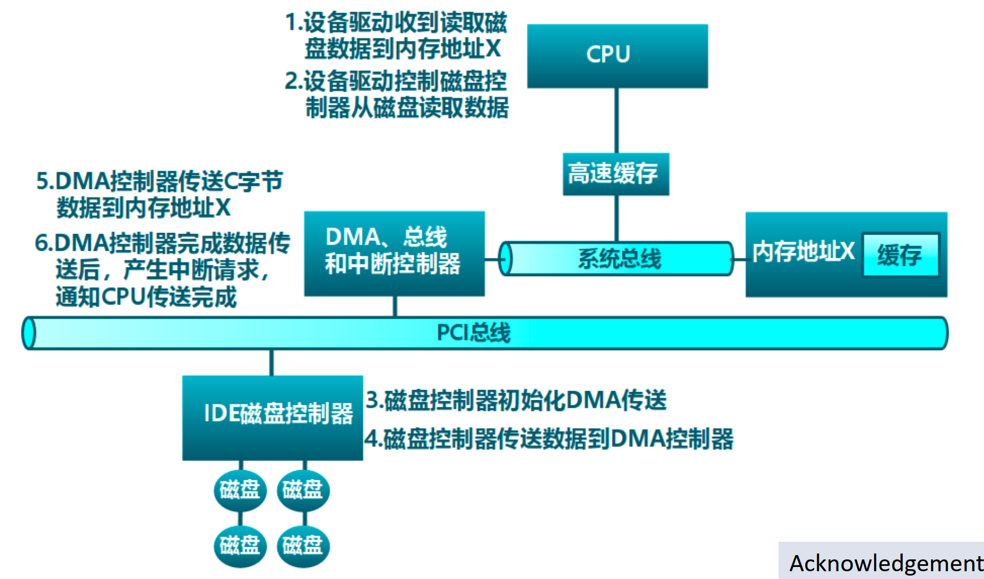 1.设备驱动收到读取磁
盘数据到内存地址X
2.设备驱动控制磁盘控
制器从磁盘读取数据
CPU
高速缓存
5.DMA控制器传送C字节
数据到内存地址X
6.DMA控制器完成数据传
送后，产生中断请求，
通知CPU传送完成
DMA、总线
和中断控制器
系统总线
内存地址X
缓存
PCI总线
IDE磁盘控制器
3.磁盘控制器初始化DMA传送
4.磁盘控制器传送数据到DMA控制器
磁盘
磁盘
磁盘
磁盘
Acknowledgement